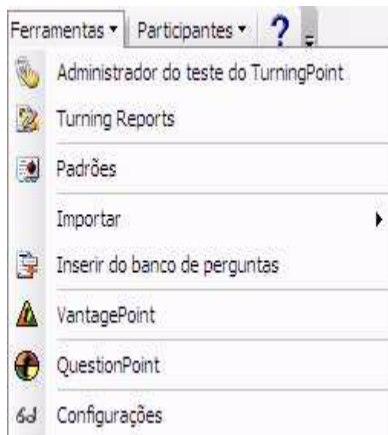 Ferramentas Participantes ?
Administrador do teste do TurningPoint
Turning Reports
Padrões
Importar
Inserir do banco de perguntas
VantagePoint
QuestionPoint
Configurações